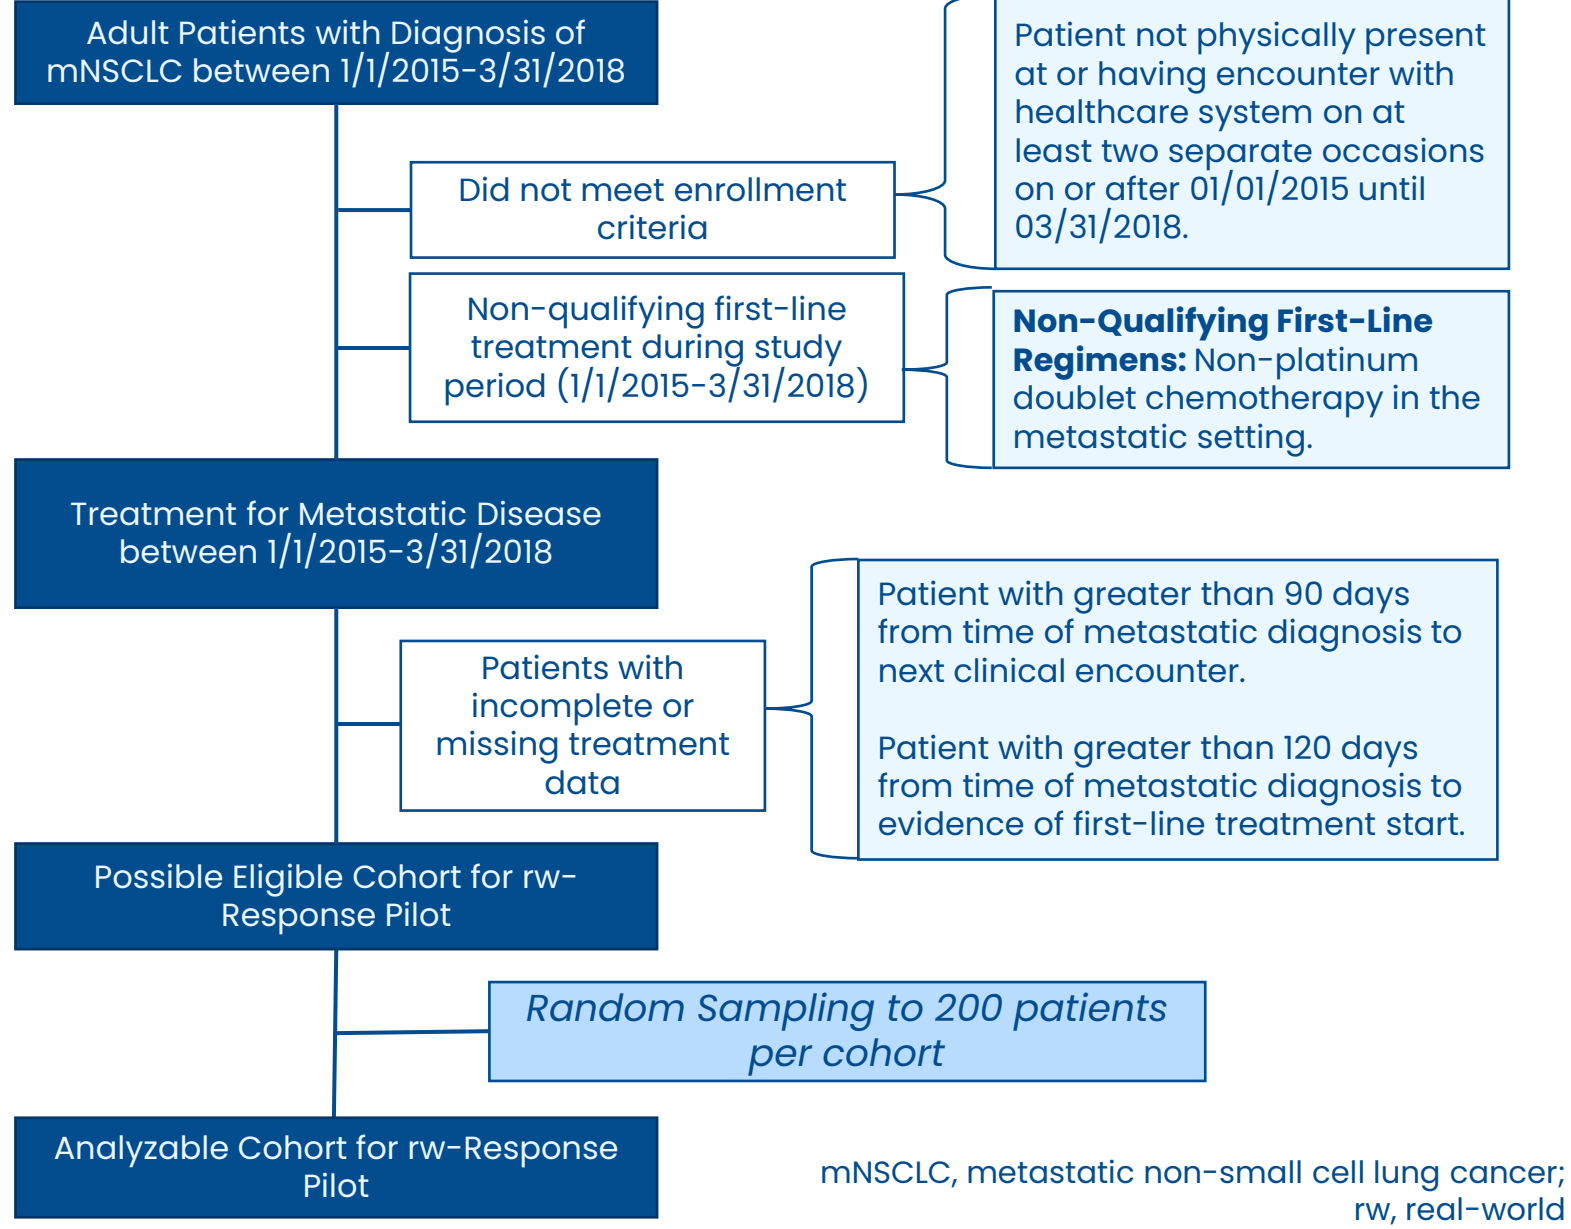 Adult Patients with Diagnosis of
mNSCLC between 1/1/2015-3/31/2018
Patient not physically present
at or having encounter with
healthcare system on at
least two separate occasions
on or after 01/01/2015 until
03/31/2018.
Did not meet enrollment
criteria
Non-qualifying first-line
treatment during study
period (1/1/2015-3/31/2018)
Non-Qualifying First-Line
Regimens: Non-platinum
doublet chemotherapy in the
metastatic setting.
Treatment for Metastatic Disease
between 1/1/2015-3/31/2018
Patients with
incomplete or
missing treatment
data
Patient with greater than 90 days
from time of metastatic diagnosis to
next clinical encounter.
Patient with greater than 120 days
from time of metastatic diagnosis to
evidence of first-line treatment start.
Possible Eligible Cohort for rw-
Response Pilot
Random Sampling to 200 patients
per cohort
Analyzable Cohort for rw-Response
Pilot
mNSCLC, metastatic non-small cell lung cancer;
rw, real-world